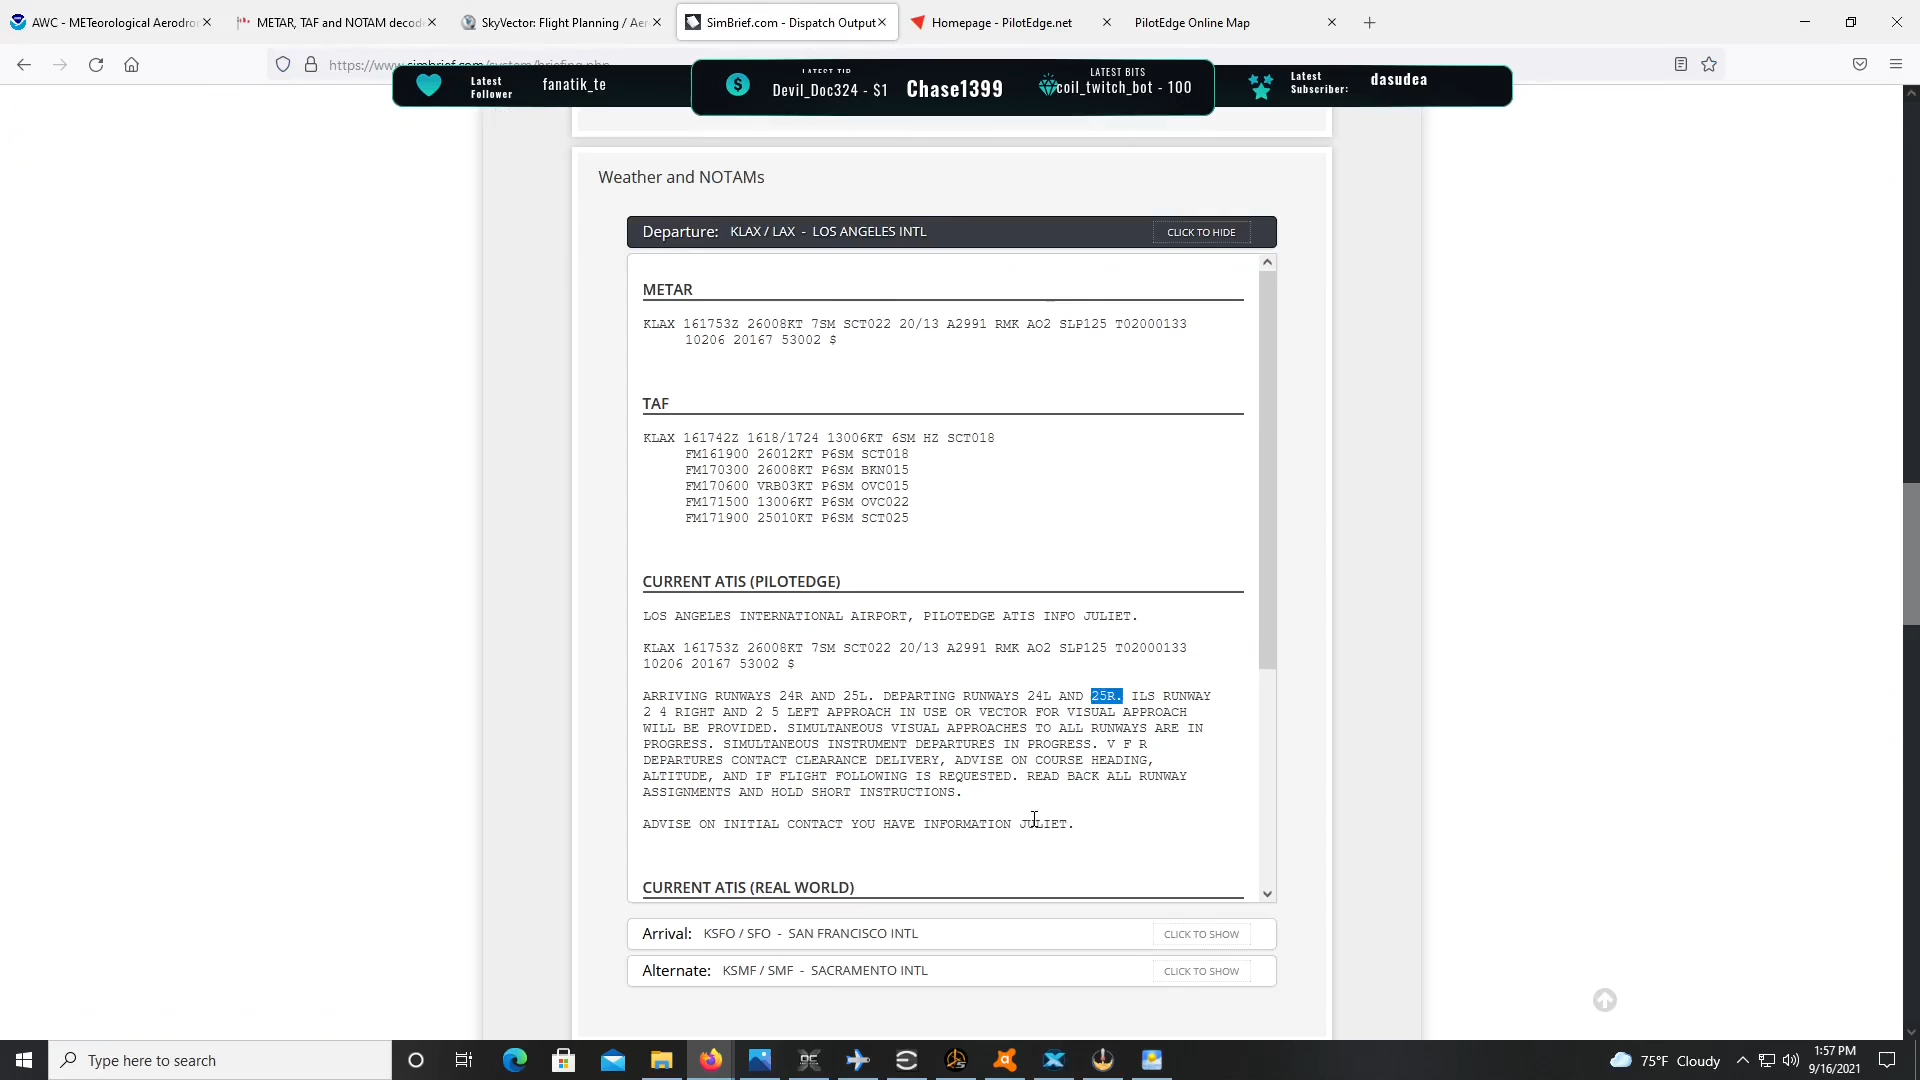 AWC - METeorological Aerodro
METAR, TAF and NOTAM decod
SkyVector: Flight Planning / Aer
SimBrief.com - Dispatch Output
Homepage - PilotEdge.net
PilotEdge Online Map
Latest
Follower
fanatik_te
Devil_Doc324 - $1
Chase1399
LATEST BITS
coil_twitch_bot - 100
Latest
Subscriber:
dasudea
Weather and NOTAMs
Departure: KLAX / LAX - LOS ANGELES INTL
CLICK TO HIDE
METAR
KLAX 161753Z 26008KT 7SM SCT022 20/13 A2991 RMK AO2 SLP125 T02000133
10206 20167 53002 $
TAF
KLAX 161742Z 1618/1724 13006KT 6SM HZ SCT018
FM161900 26012KT P6SM SCT018
FM170300 26008KT P6SM BKN015
FM170600 VRB03KT P6SM OVC015
FM171500 13006KT P6SM OVC022
FM171900 25010KT P6SM SCT025
CURRENT ATIS (PILOTEDGE)
LOS ANGELES INTERNATIONAL AIRPORT, PILOTEDGE ATIS INFO JULIET.
KLAX 161753Z 26008KT 7SM SCT022 20/13 A2991 RMK AO2 SLP125 T02000133
10206 20167 53002 $
ARRIVING RUNWAYS 24R AND 25L. DEPARTING RUNWAYS 24L AND 25R. ILS RUNWAY
2 4 RIGHT AND 2 5 LEFT APPROACH IN USE OR VECTOR FOR VISUAL APPROACH
WILL BE PROVIDED. SIMULTANEOUS VISUAL APPROACHES TO ALL RUNWAYS ARE IN
PROGRESS. SIMULTANEOUS INSTRUMENT DEPARTURES IN PROGRESS. V F R
DEPARTURES CONTACT CLEARANCE DELIVERY, ADVISE ON COURSE HEADING,
ALTITUDE, AND IF FLIGHT FOLLOWING IS REQUESTED. READ BACK ALL RUNWAY
ASSIGNMENTS AND HOLD SHORT INSTRUCTIONS.
ADVISE ON INITIAL CONTACT YOU HAVE INFORMATION JULIET.
CURRENT ATIS (REAL WORLD)
Arrival: KSFO / SFO - SAN FRANCISCO INTL
CLICK TO SHOW
Alternate: KSMF / SMF - SACRAMENTO INTL
CLICK TO SHOW
Type here to search
75°F Cloudy
1:57 PM
9/16/2021